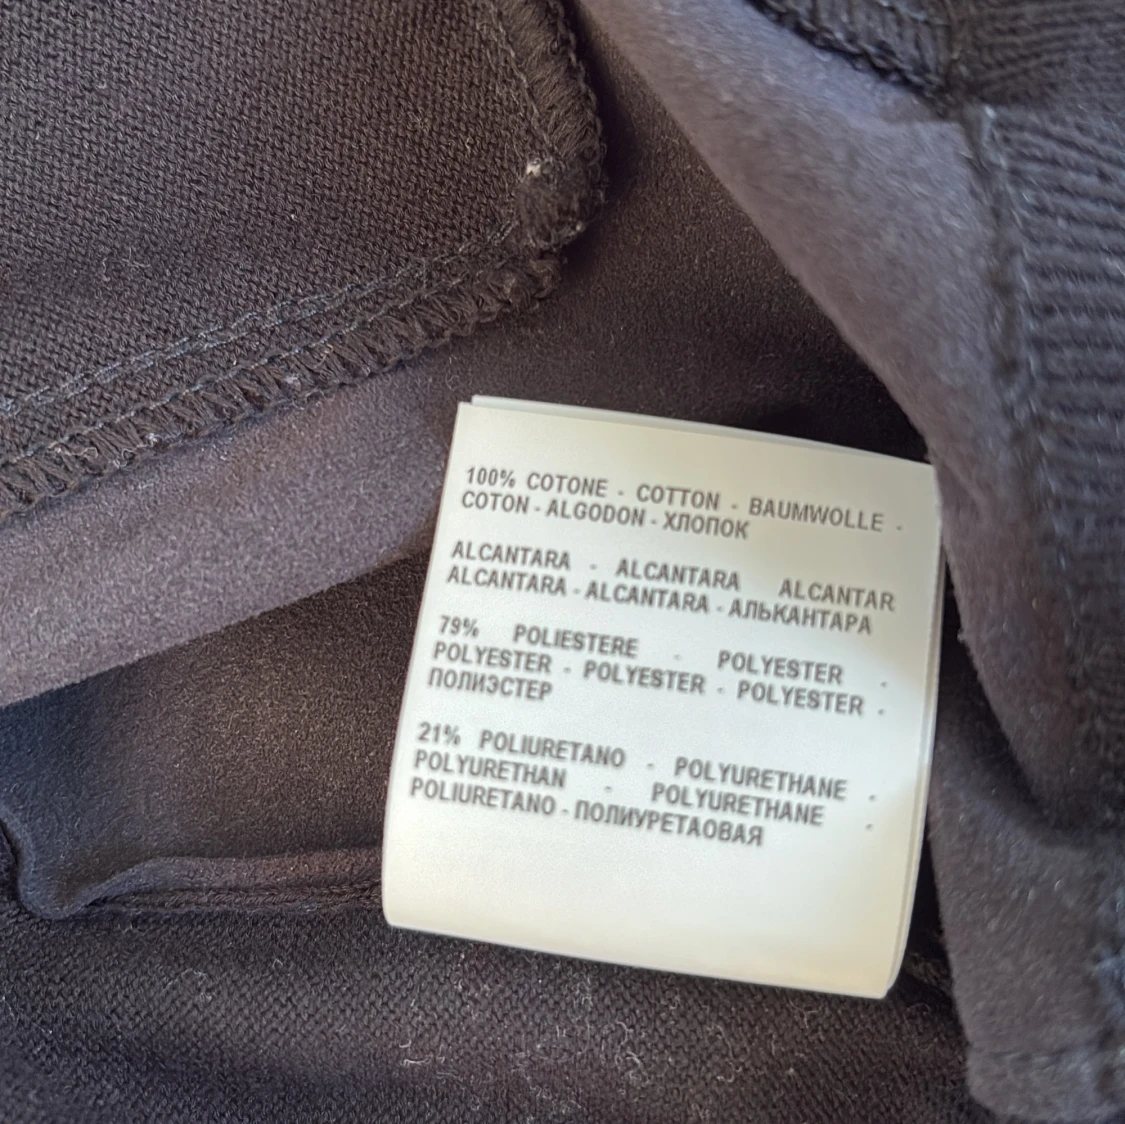 100% COTONE - COTTON - BAUMWOLLE -
COTON - ALGODON - ХЛОПОК
ALCANTARA - ALCANTARA ALCANTAR
ALCANTARA - ALCANTARA - АЛЬКАНТАРА
79% POLIESTERE - POLYESTER -
POLYESTER - POLYESTER - POLYESTER -
ПОЛИЭСТЕР
21% POLIURETANO - POLYURETHANE -
POLYURETHAN - POLYURETHANE -
POLIURETANO - ПОЛИУРЕТАОВАЯ